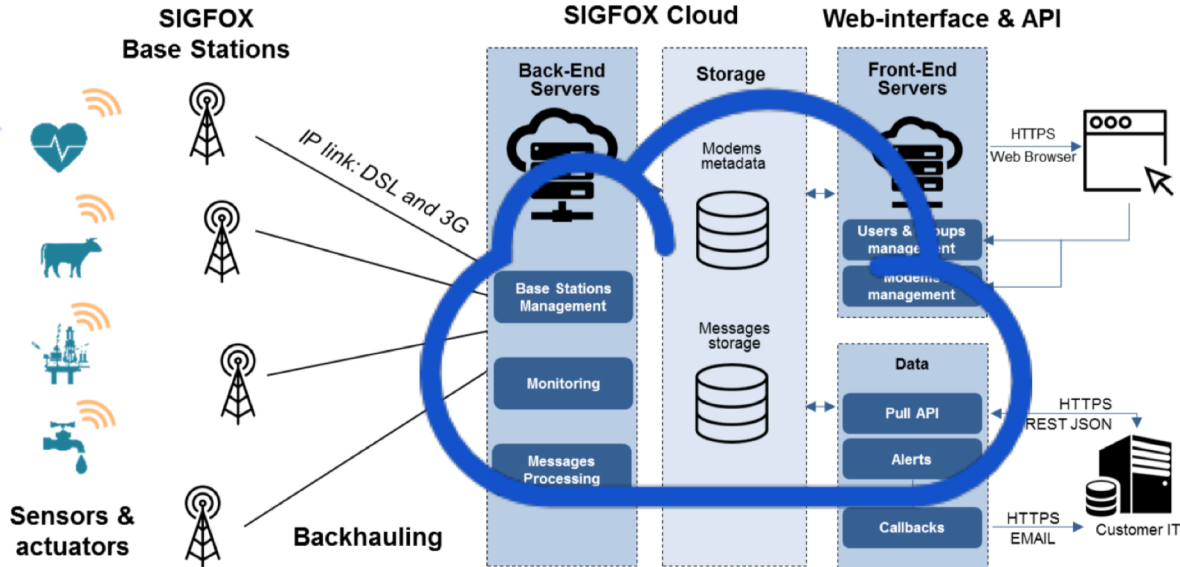 SIGFOX
Base Stations
SIGFOX Cloud
Web-interface & API
Back-End
Servers
Storage
Front-End
Servers
IP link: DSL and 3G
Modems
metadata
HTTPS
Web Browser
Users & Groups
management
Modems
management
Base Stations
Management
Messages
storage
Data
Monitoring
Pull API
HTTPS
REST JSON
Messages
Processing
Alerts
Sensors &
actuators
Backhauling
Callbacks
HTTPS
EMAIL
Customer IT